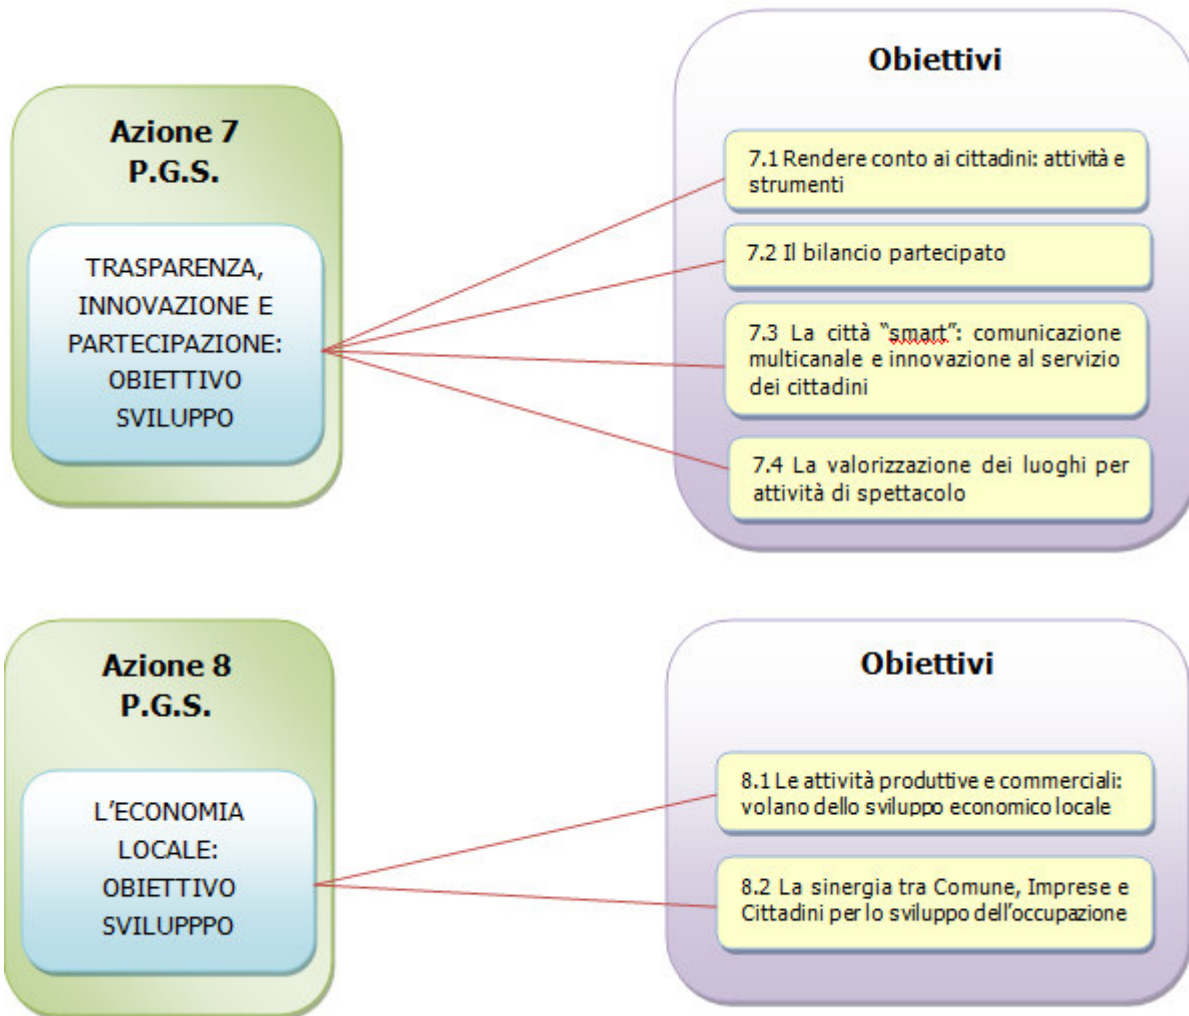 Azione 7
P.G.S.
TRASPARENZA,
INNOVAZIONE E
PARTECIPAZIONE:
OBIETTIVO
SVILUPPO
Obiettivi
7.1 Rendere conto ai cittadini: attività e
strumenti
7.2 Il bilancio partecipato
7.3 La città “smart”: comunicazione
multicanale e innovazione al servizio
dei cittadini
7.4 La valorizzazione dei luoghi per
attività di spettacolo
Azione 8
P.G.S.
L’ECONOMIA
LOCALE:
OBIETTIVO
SVILUPPPO
Obiettivi
8.1 Le attività produttive e commerciali:
volano dello sviluppo economico locale
8.2 La sinergia tra Comune, Imprese e
Cittadini per lo sviluppo dell’occupazione